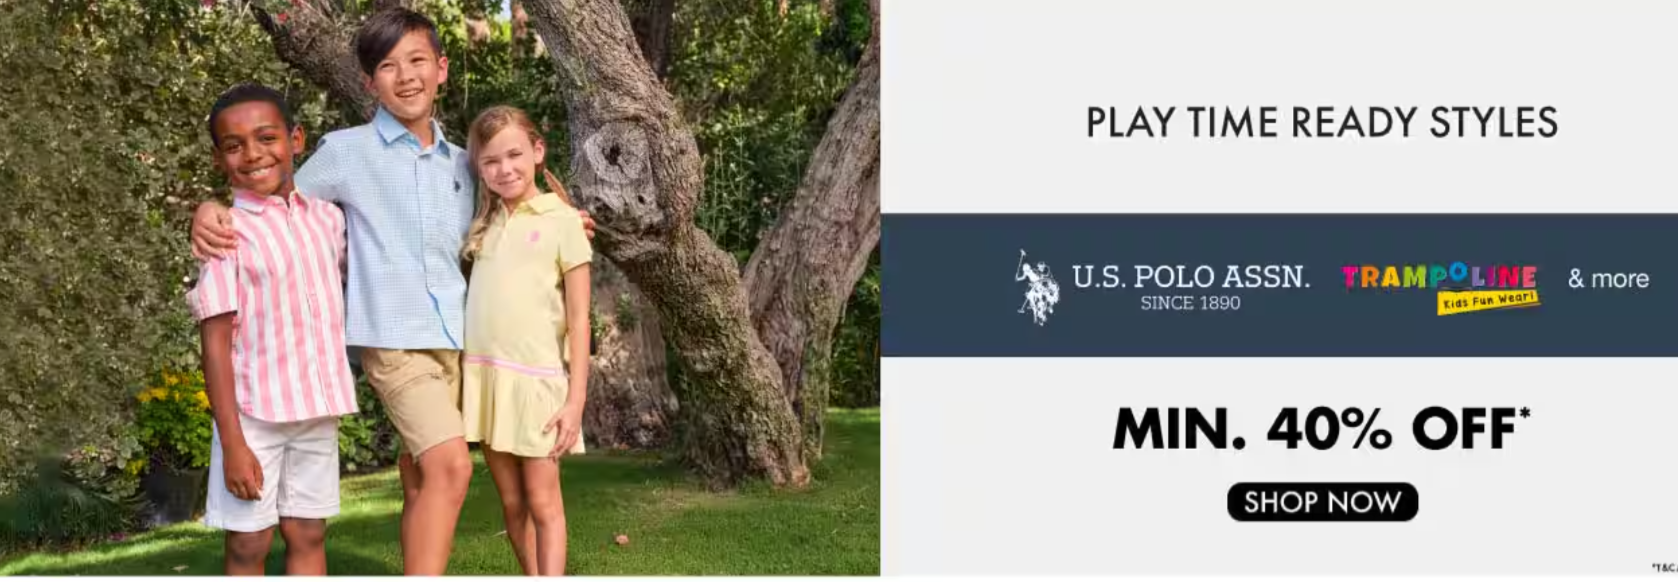 PLAY TIME READY STYLES
U.S. POLO ASSN.
SINCE 1890
TRAMPOLINE
Kids Fun Wear!
& more
MIN. 40% OFF*
SHOP NOW
*T&C